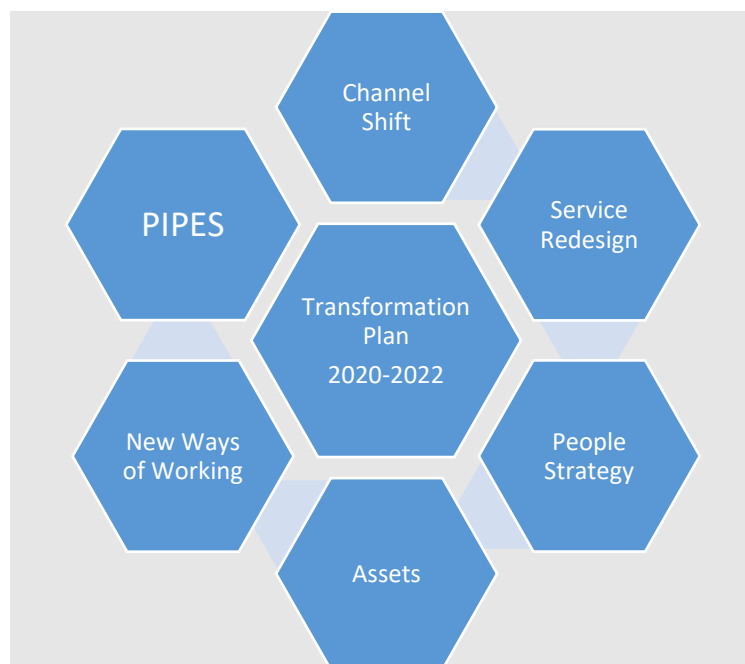 Channel
Shift
PIPES
Service
Redesign
Transformation
Plan
2020-2022
New Ways
of Working
People
Strategy
Assets